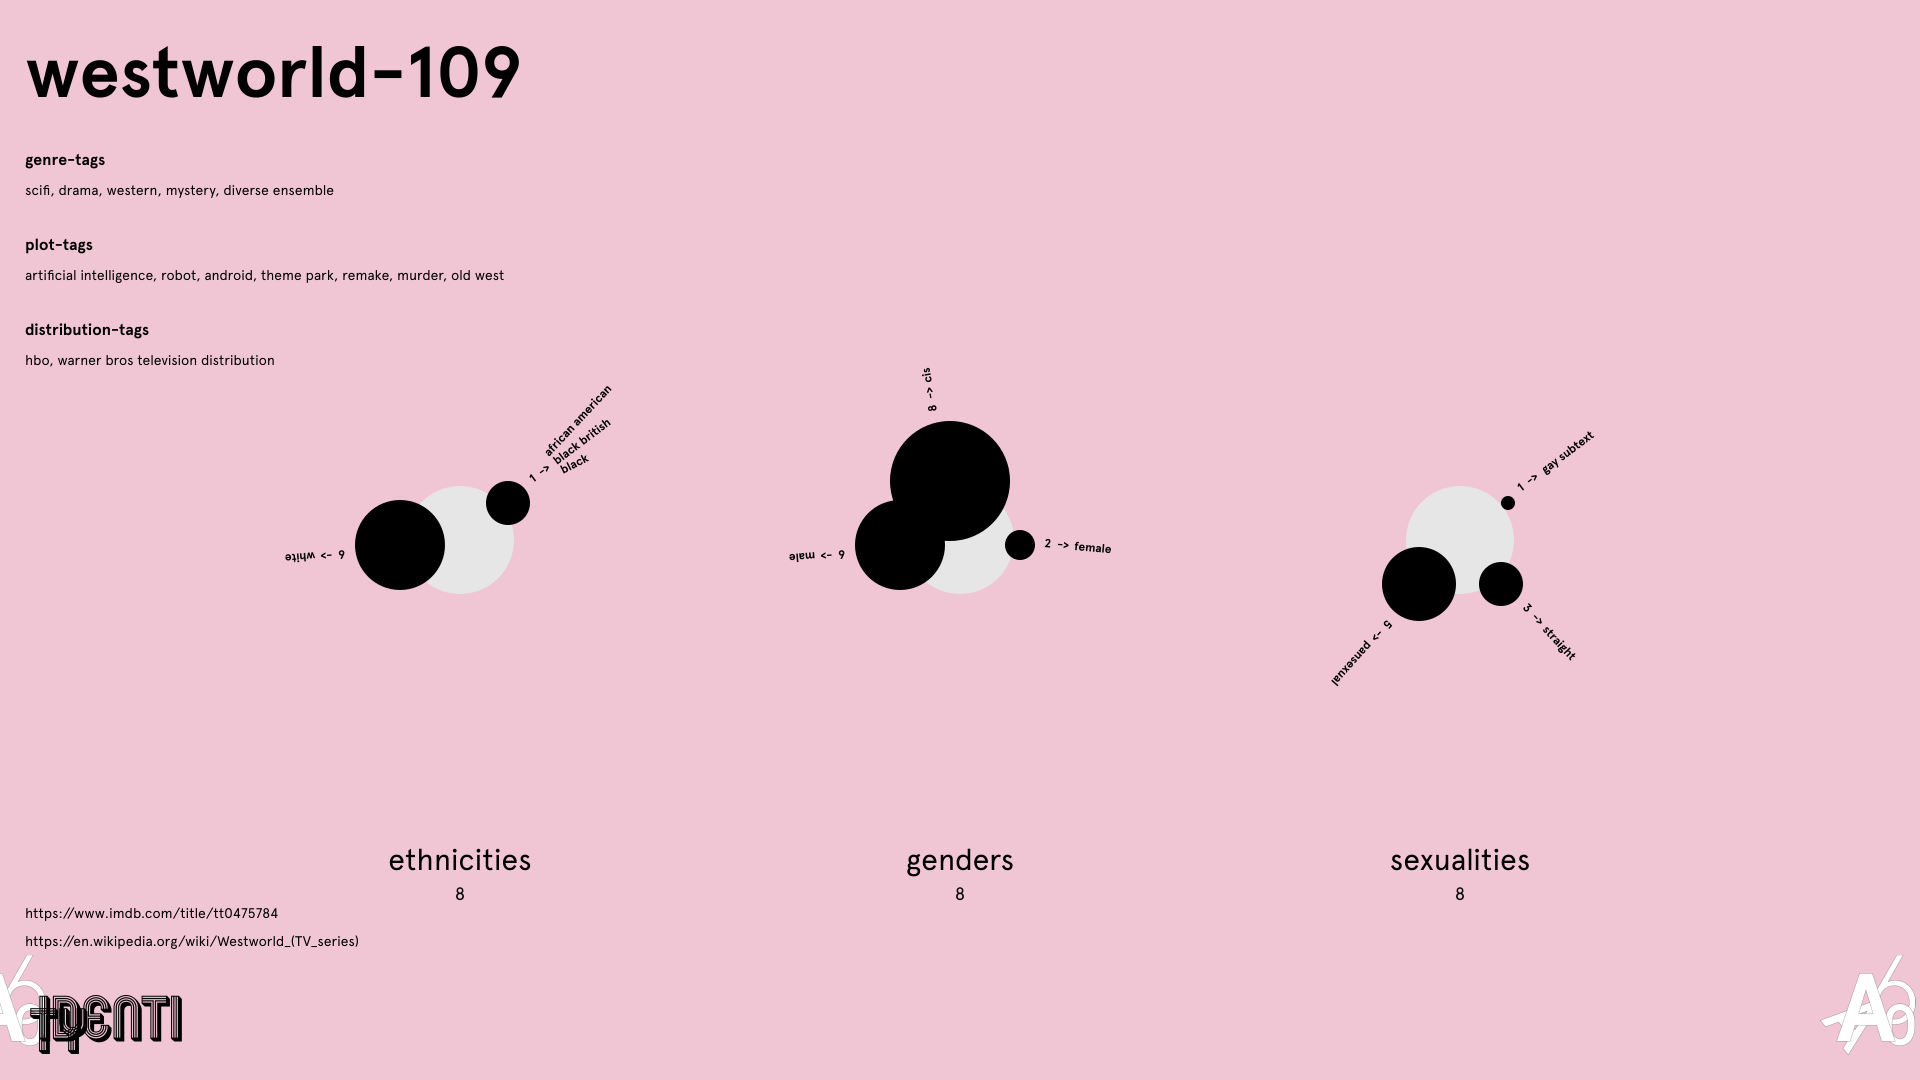 westworld-109
genre-tags
scifi, drama, western, mystery, diverse ensemble
plot-tags
artificial intelligence, robot, android, theme park, remake, murder, old west
distribution-tags
hbo, warner bros television distribution
6 -> white
1 -> african american
black british
black
8 -> cis
6 -> male
2 -> female
1 -> gay subtext
5 -> pansexual
3 -> straight
ethnicities
8
genders
8
sexualities
8
https://www.imdb.com/title/tt0475784
https://en.wikipedia.org/wiki/Westworld_(TV_series)
IDENTI